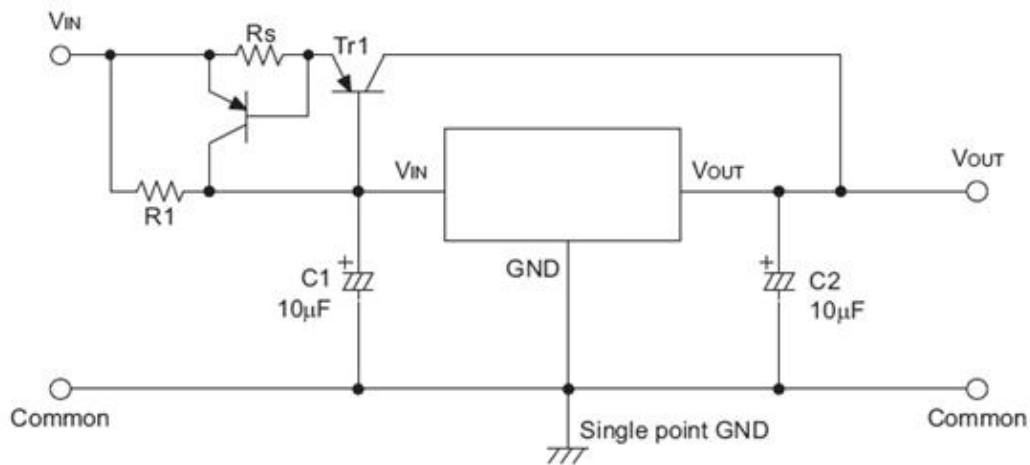 VIN
Rs
Tr1
VIN
VOUT
VOUT
R1
GND
C1
10μF
C2
10μF
Common
Common
Single point GND